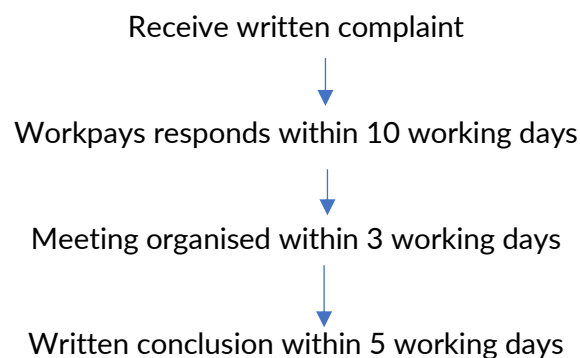 Receive written complaint
Workpays responds within 10 working days
Meeting organised within 3 working days
Written conclusion within 5 working days